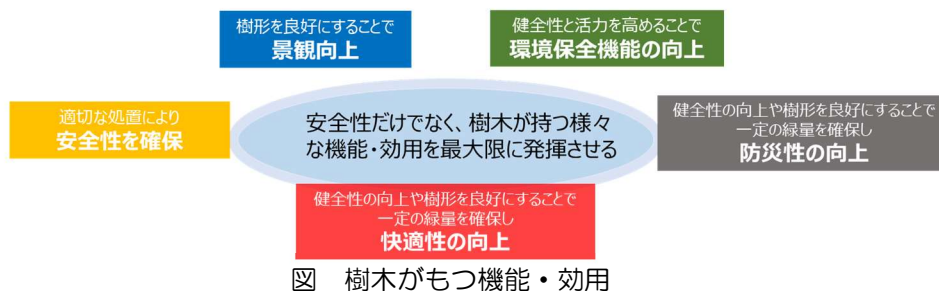 樹形を良好にすることで
景観向上
健全性と活力を高めることで
環境保全機能の向上
適切な処置により
安全性を確保
安全性だけでなく、樹木が持つ様々
な機能・効用を最大限に発揮させる
健全性の向上や樹形を良好にすることで
一定の緑量を確保し
防災性の向上
健全性の向上や樹形を良好にすることで
一定の緑量を確保し
快適性の向上
図　樹木がもつ機能・効用